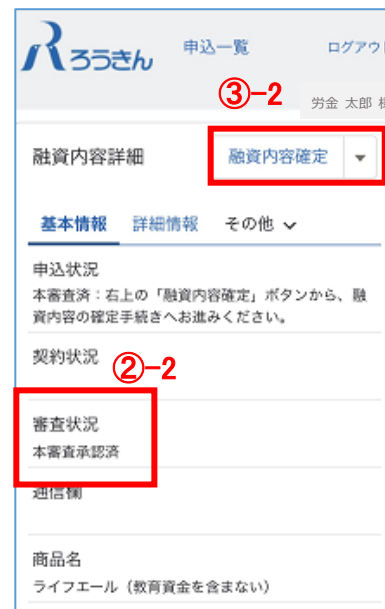 ろうきん
申込一覧
ログアウ
③-2
労金 太郎
融資内容詳細
融資内容確定
基本情報 詳細情報 その他
申込状況
本審査済：右上の「融資内容確定」ボタンから、融
資内容の確定手続きへお進みください。
契約状況
②-2
審査状況
本審査承認済
通信欄
商品名
ライフエール（教育資金を含まない）